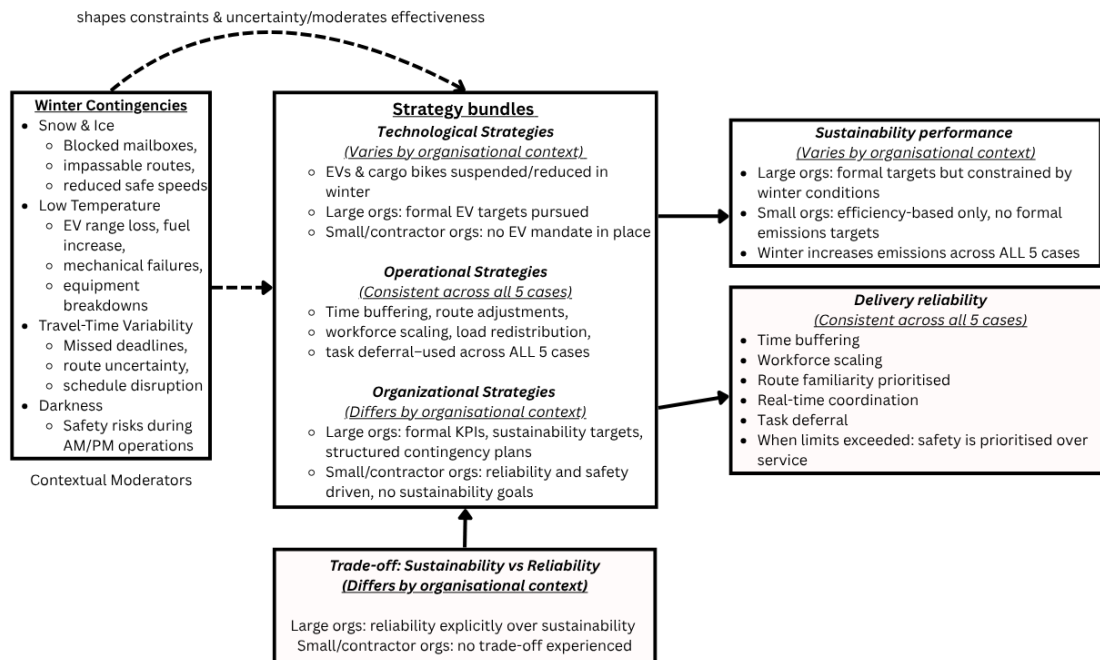 shapes constraints & uncertainty/moderates effectiveness
Winter Contingencies
• Snow & Ice
◦ Blocked mailboxes,
◦ impassable routes,
◦ reduced safe speeds
• Low Temperature
◦ EV range loss, fuel
increase,
◦ mechanical failures,
◦ equipment
breakdowns
• Travel-Time Variability
◦ Missed deadlines,
◦ route uncertainty,
◦ schedule disruption
• Darkness
◦ Safety risks during
AM/PM operations
Contextual Moderators
Strategy bundles
Technological Strategies
(Varies by organisational context)
◦ EVs & cargo bikes suspended/reduced in
winter
◦ Large orgs: formal EV targets pursued
◦ Small/contractor orgs: no EV mandate in place
Operational Strategies
(Consistent across all 5 cases)
◦ Time buffering, route adjustments,
◦ workforce scaling, load redistribution,
◦ task deferral–used across ALL 5 cases
Organizational Strategies
(Differs by organisational context)
◦ Large orgs: formal KPIs, sustainability targets,
structured contingency plans
◦ Small/contractor orgs: reliability and safety
driven, no sustainability goals
Sustainability performance
(Varies by organisational context)
• Large orgs: formal targets but constrained by
winter conditions
• Small orgs: efficiency-based only, no formal
emissions targets
• Winter increases emissions across ALL 5 cases
Delivery reliability
(Consistent across all 5 cases)
• Time buffering
• Workforce scaling
• Route familiarity prioritised
• Real-time coordination
• Task deferral
• When limits exceeded: safety is prioritised over
service
Trade-off: Sustainability vs Reliability
(Differs by organisational context)
Large orgs: reliability explicitly over sustainability
Small/contractor orgs: no trade-off experienced